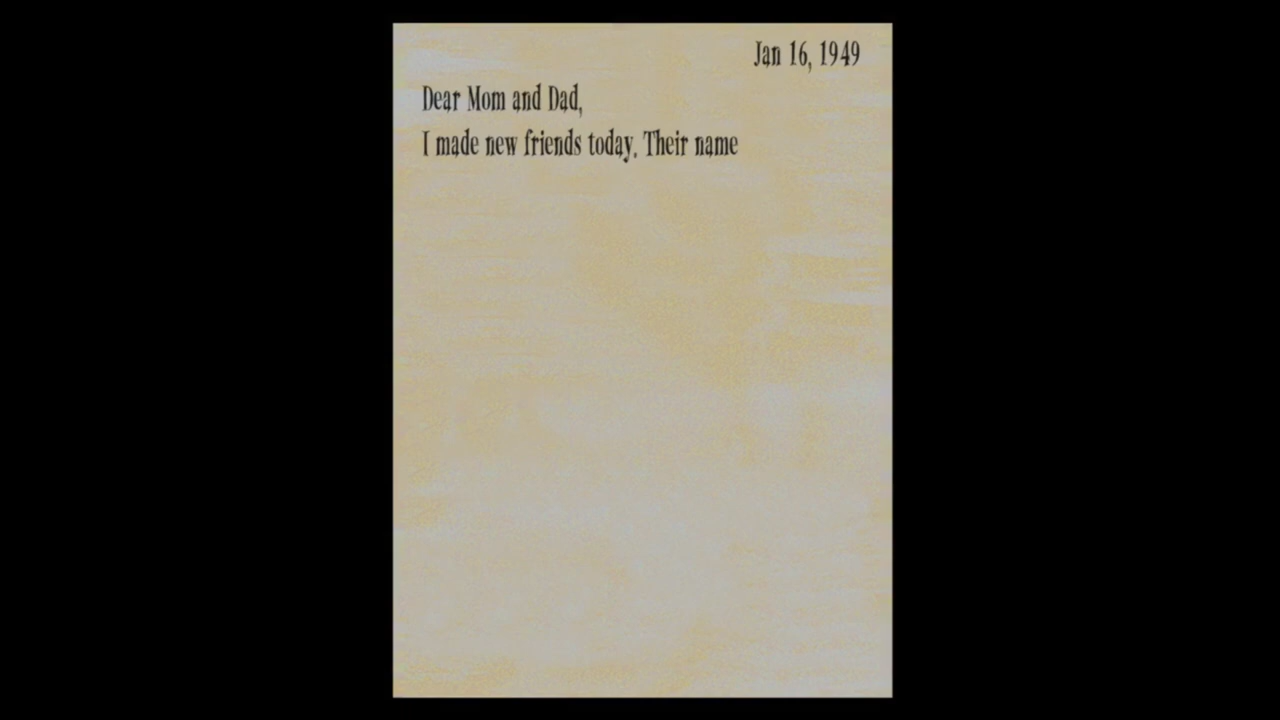 Jan 16, 1949
Dear Mom and Dad,
I made new friends today. Their name